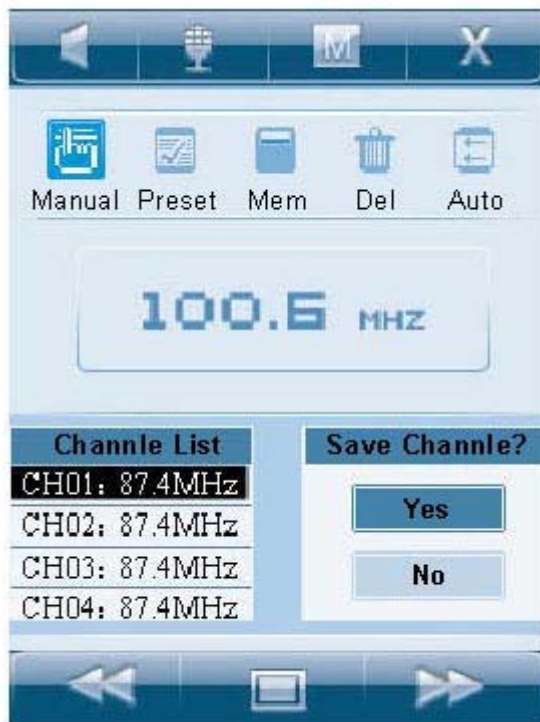 M X
Manual Preset Mem Del Auto
100.6 MHZ
Channle List
CH01: 87.4MHz
CH02: 87.4MHz
CH03: 87.4MHz
CH04: 87.4MHz
Save Channle?
Yes
No